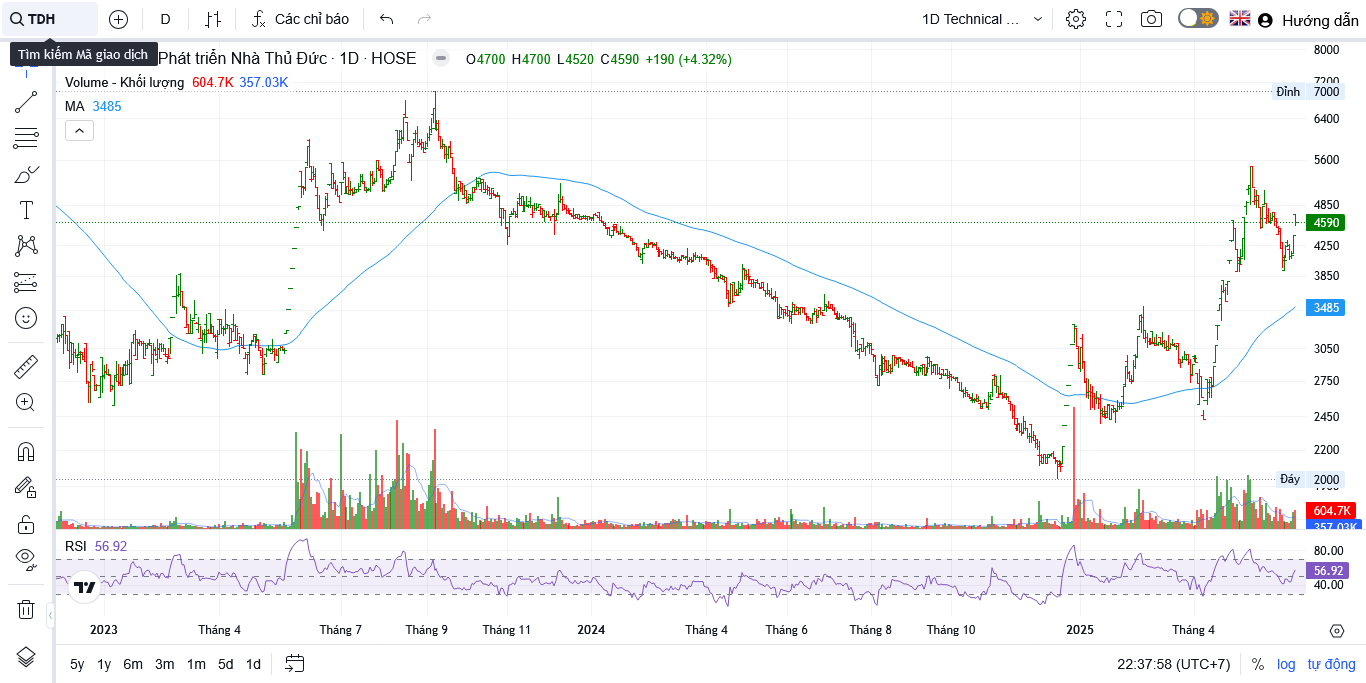 TDH
D
Các chỉ báo
1D Technical ...
Hướng dẫn
Tìm kiếm Mã giao dịch
Phát triển Nhà Thủ Đức · 1D · HOSE
O4700 H4700 L4520 C4590 +190 (+4.32%)
Volume - Khối lượng 604.7K 357.03K
MA 3485
8000
7200
Đỉnh 7000
6400
5600
4850
4590
4250
3850
3485
3050
2750
2450
2200
Đáy 2000
604.7K
357.03K
RSI 56.92
80.00
56.92
40.00
2023 Tháng 4 Tháng 7 Tháng 9 Tháng 11 2024 Tháng 4 Tháng 6 Tháng 8 Tháng 10 2025 Tháng 4
5y 1y 6m 3m 1m 5d 1d
22:37:58 (UTC+7) % log tự động